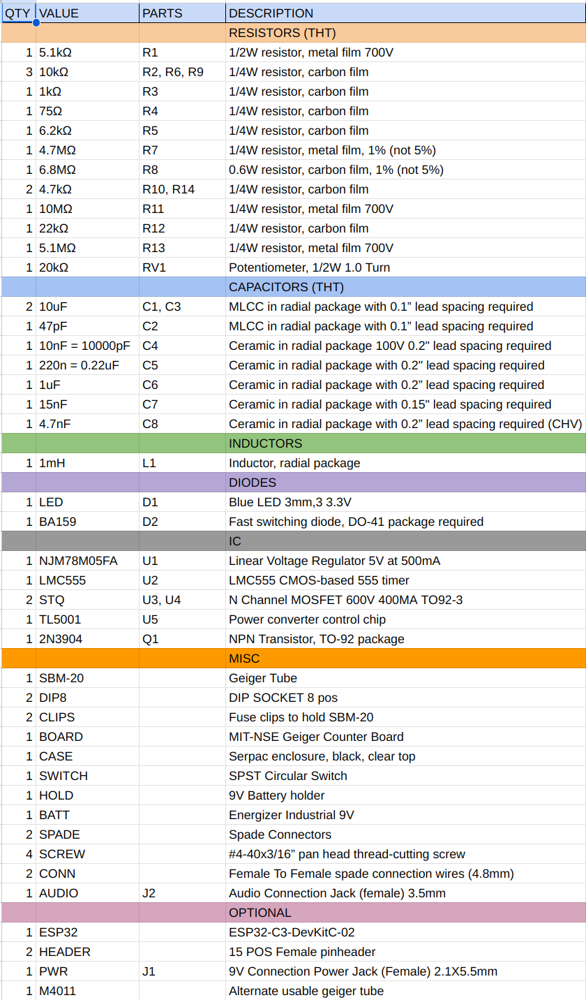 QTY VALUE PARTS DESCRIPTION
RESISTORS (THT)
1 5.1kΩ R1 1/2W resistor, metal film 700V
3 10kΩ R2, R6, R9 1/4W resistor, carbon film
1 1kΩ R3 1/4W resistor, carbon film
1 75Ω R4 1/4W resistor, carbon film
1 6.2kΩ R5 1/4W resistor, carbon film
1 4.7MΩ R7 1/4W resistor, metal film, 1% (not 5%)
1 6.8MΩ R8 0.6W resistor, carbon film, 1% (not 5%)
2 4.7kΩ R10, R14 1/4W resistor, carbon film
1 10MΩ R11 1/4W resistor, metal film 700V
1 22kΩ R12 1/4W resistor, carbon film
1 5.1MΩ R13 1/4W resistor, metal film 700V
1 20kΩ RV1 Potentiometer, 1/2W 1.0 Turn
CAPACITORS (THT)
2 10uF C1, C3 MLCC in radial package with 0.1” lead spacing required
1 47pF C2 MLCC in radial package with 0.1” lead spacing required
1 10nF = 10000pF C4 Ceramic in radial package 100V 0.2" lead spacing required
1 220n = 0.22uF C5 Ceramic in radial package with 0.2" lead spacing required
1 1uF C6 Ceramic in radial package with 0.2” lead spacing required
1 15nF C7 Ceramic in radial package with 0.15" lead spacing required
1 4.7nF C8 Ceramic in radial package with 0.2” lead spacing required (CHV)
INDUCTORS
1 1mH L1 Inductor, radial package
DIODES
1 LED D1 Blue LED 3mm,3 3.3V
1 BA159 D2 Fast switching diode, DO-41 package required
IC
1 NJM78M05FA U1 Linear Voltage Regulator 5V at 500mA
1 LMC555 U2 LMC555 CMOS-based 555 timer
2 STQ U3, U4 N Channel MOSFET 600V 400MA TO92-3
1 TL5001 U5 Power converter control chip
1 2N3904 Q1 NPN Transistor, TO-92 package
MISC
1 SBM-20 Geiger Tube
2 DIP8 DIP SOCKET 8 pos
2 CLIPS Fuse clips to hold SBM-20
1 BOARD MIT-NSE Geiger Counter Board
1 CASE Serpac enclosure, black, clear top
1 SWITCH SPST Circular Switch
1 HOLD 9V Battery holder
1 BATT Energizer Industrial 9V
2 SPADE Spade Connectors
4 SCREW #4-40x3/16” pan head thread-cutting screw
2 CONN Female To Female spade connection wires (4.8mm)
1 AUDIO J2 Audio Connection Jack (female) 3.5mm
OPTIONAL
1 ESP32 ESP32-C3-DevKitC-02
2 HEADER 15 POS Female pinheader
1 PWR J1 9V Connection Power Jack (Female) 2.1X5.5mm
1 M4011 Alternate usable geiger tube